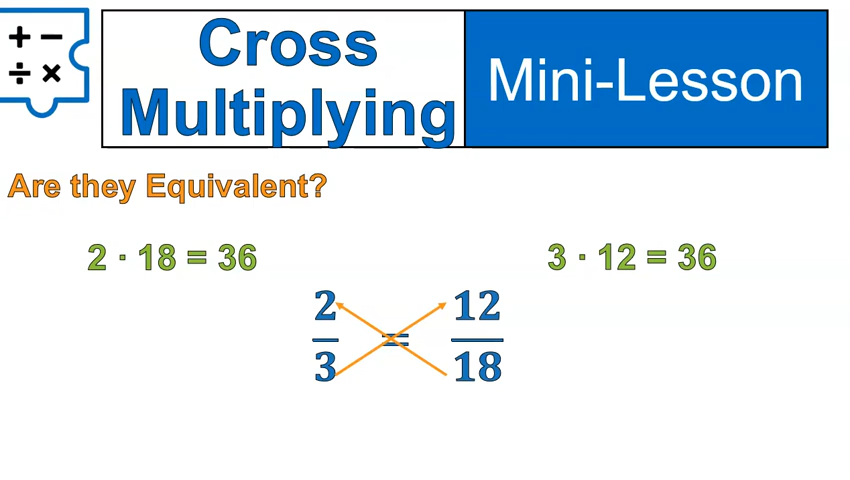 + −
÷ ×
Cross
Multiplying
Mini-Lesson
Are they Equivalent?
2 · 18 = 36
3 · 12 = 36
2/3 = 12/18